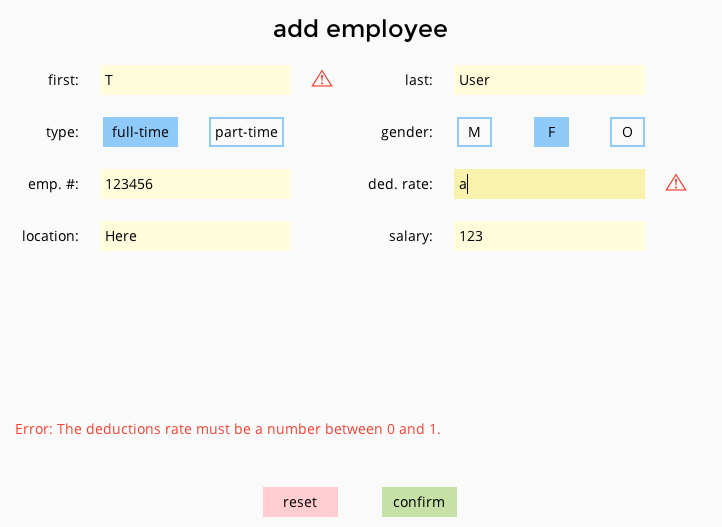 add employee
first: T last: User
type: full-time part-time gender: M F O
emp. #: 123456 ded. rate: a
location: Here salary: 123
Error: The deductions rate must be a number between 0 and 1.
reset confirm